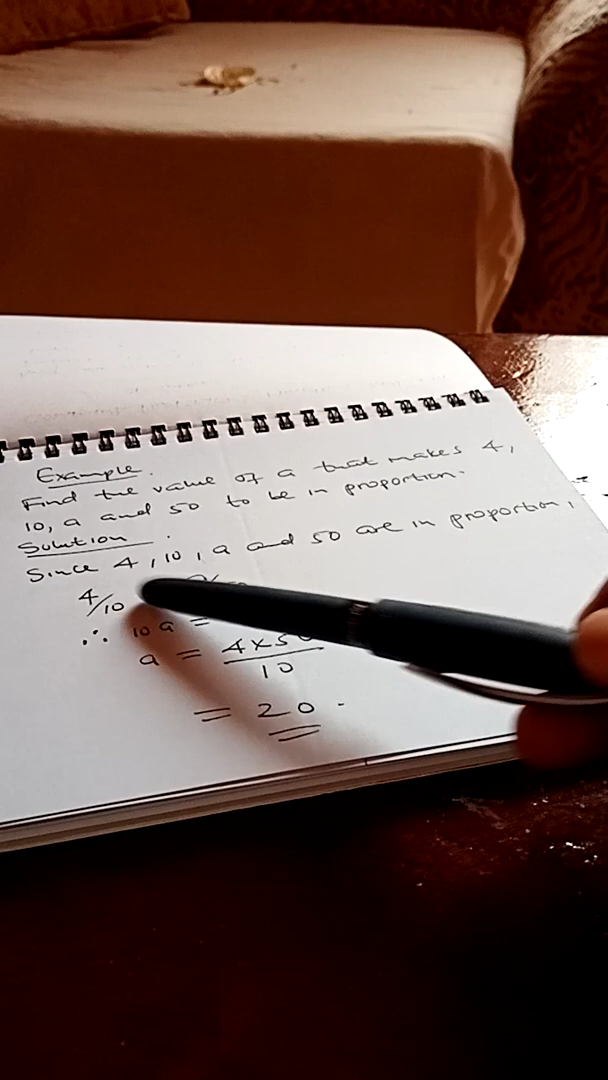 Example.
Find the value of a that makes 4,
10, a and 50 to be in proportion.
Solution.
Since 4, 10, a and 50 are in proportion,
4/10
∴ 10a =
a = 4×50
10
= 20.